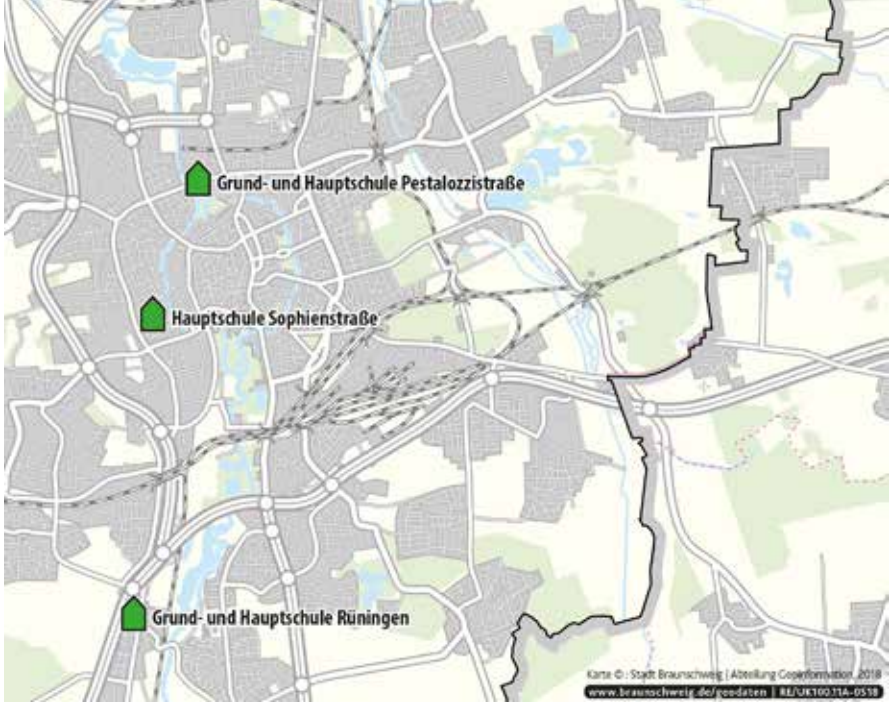 Grund- und Hauptschule Pestalozzistraße
Hauptschule Sophienstraße
Grund- und Hauptschule Rüningen
Karte © : Stadt Braunschweig | Abteilung Geoinformation, 2018
www.braunschweig.de/geodaten | RE/UK100.11A-0518